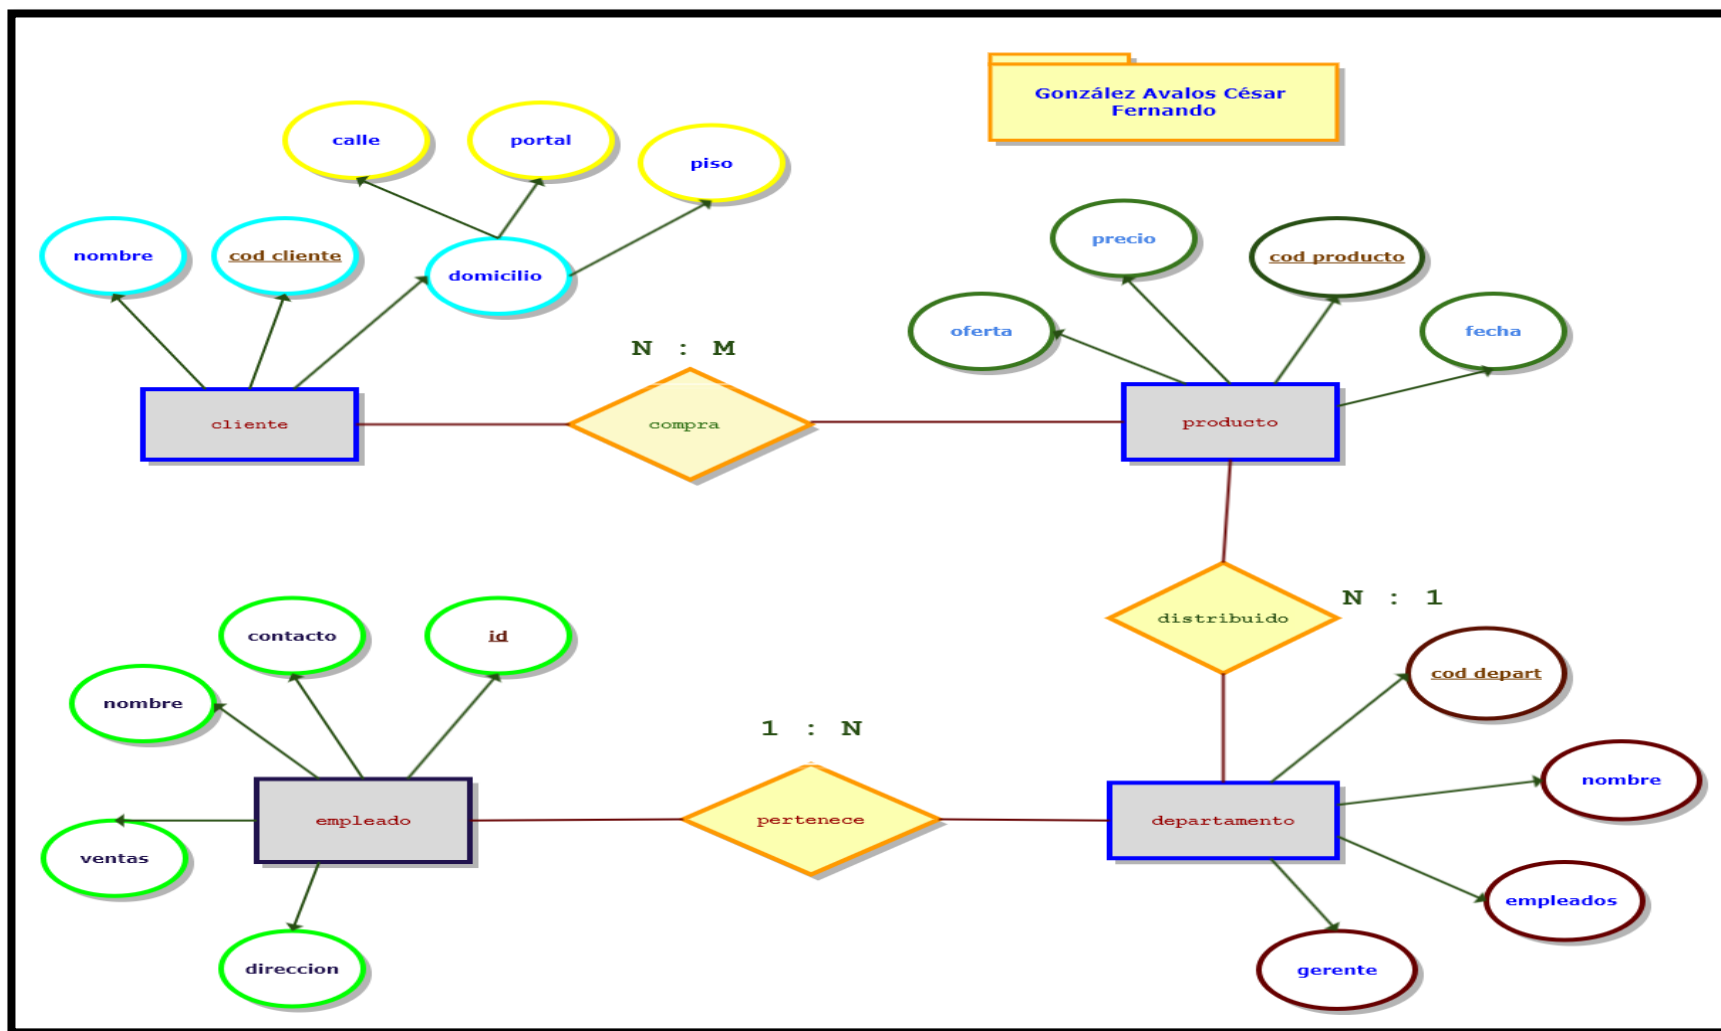 González Avalos César
Fernando
calle
portal
piso
nombre
cod cliente
domicilio
precio
cod producto
oferta
fecha
N : M
cliente
compra
producto
distribuido
N : 1
contacto
id
nombre
cod depart
1 : N
nombre
empleado
pertenece
departamento
ventas
empleados
direccion
gerente